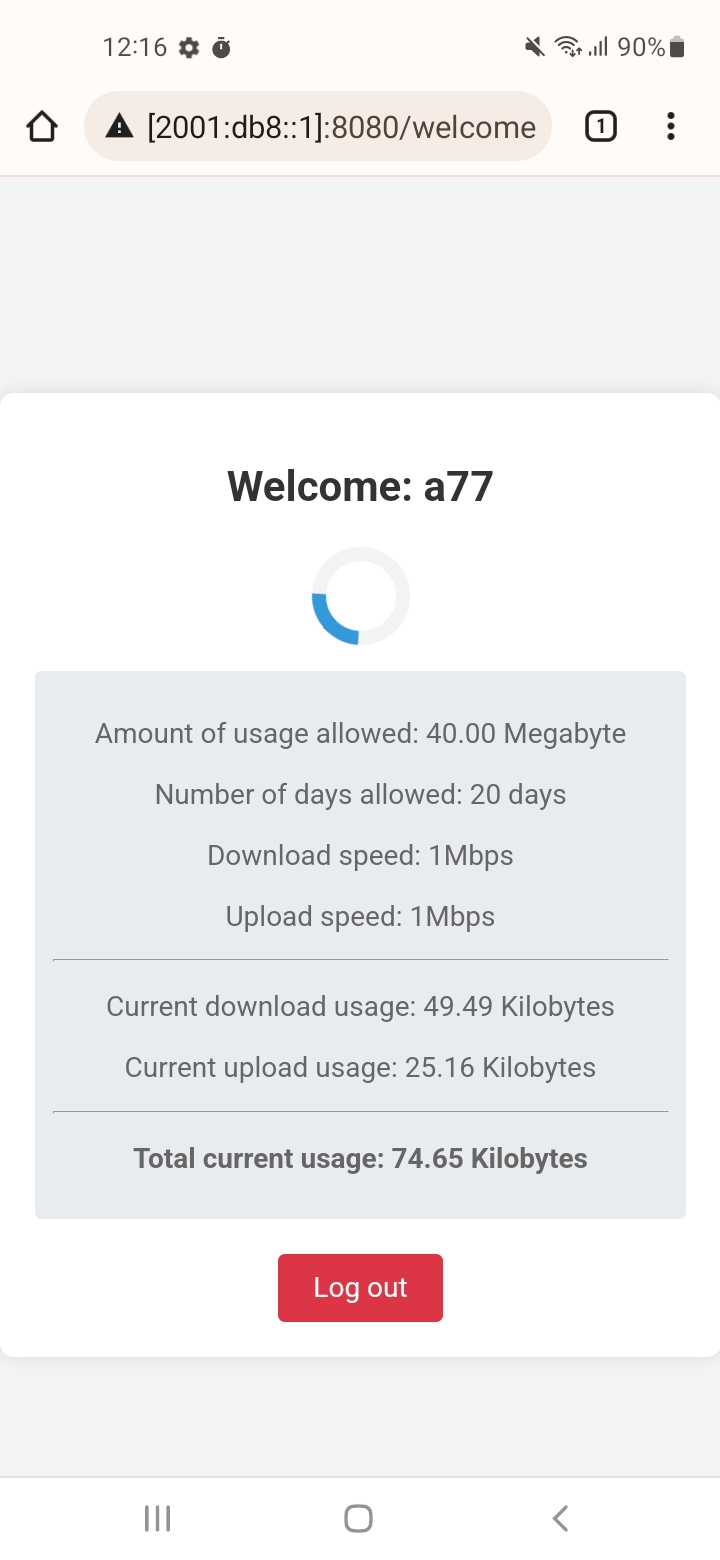 12:16
90%
[2001:db8::1]:8080/welcome
1
Welcome: a77
Amount of usage allowed: 40.00 Megabyte
Number of days allowed: 20 days
Download speed: 1Mbps
Upload speed: 1Mbps
Current download usage: 49.49 Kilobytes
Current upload usage: 25.16 Kilobytes
Total current usage: 74.65 Kilobytes
Log out